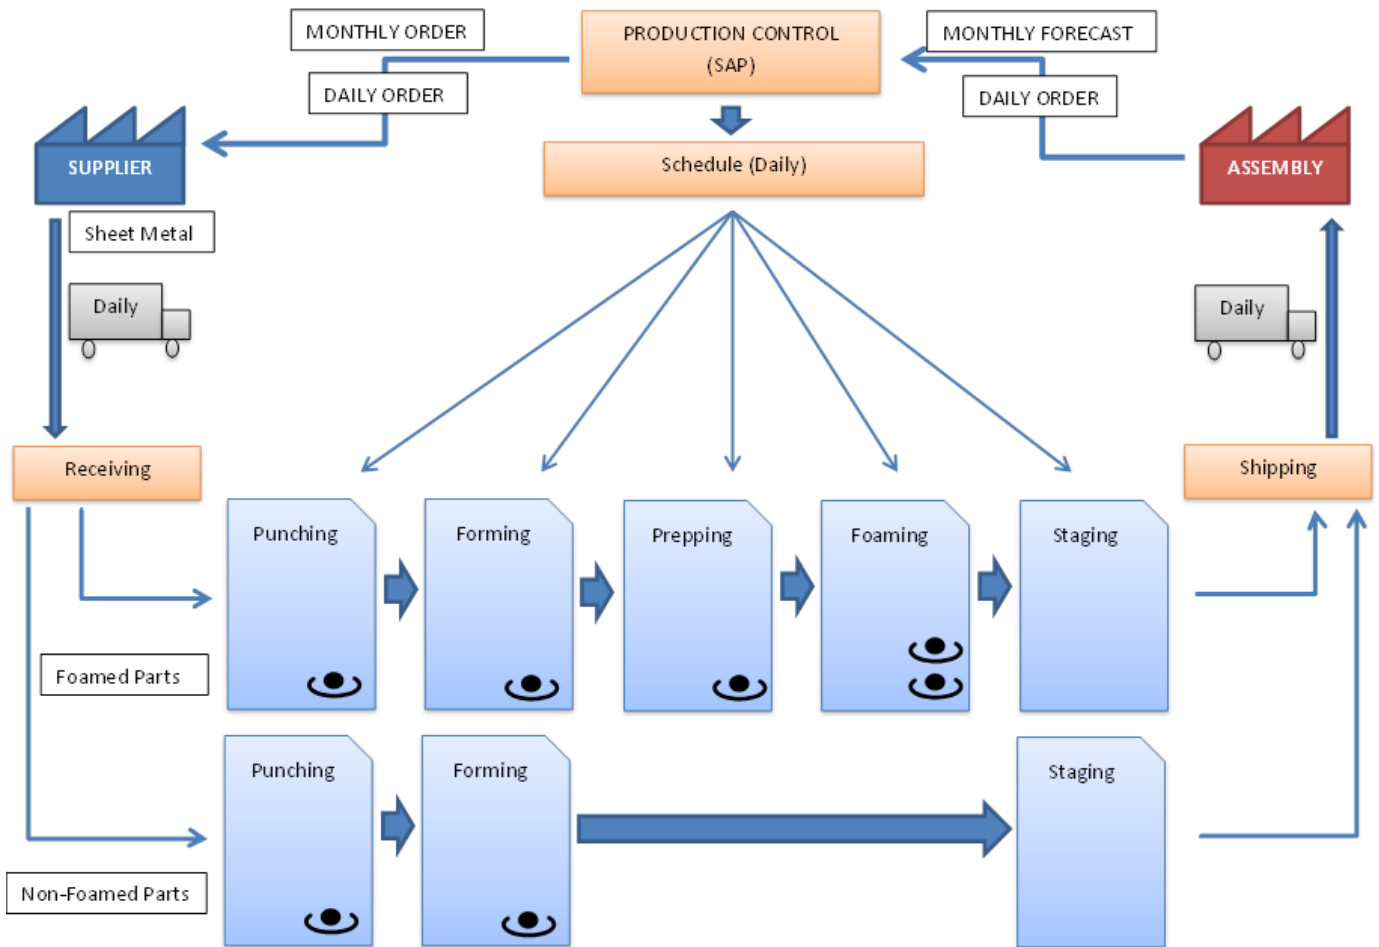 MONTHLY ORDER
PRODUCTION CONTROL
(SAP)
MONTHLY FORECAST
DAILY ORDER
DAILY ORDER
SUPPLIER
Schedule (Daily)
ASSEMBLY
Sheet Metal
Daily
Daily
Receiving
Shipping
Punching
Forming
Prepping
Foaming
Staging
Foamed Parts
Punching
Forming
Staging
Non-Foamed Parts